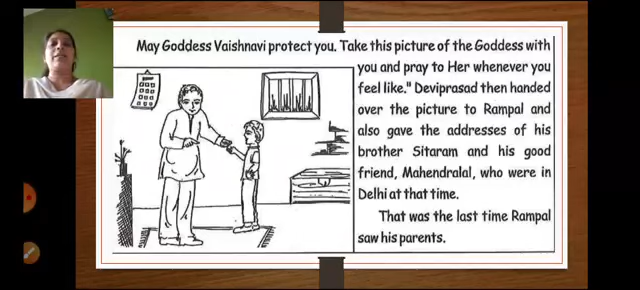 May Goddess Vaishnavi protect you. Take this picture of the Goddess with
you and pray to Her whenever you
feel like." Deviprasad then handed
over the picture to Rampal and
also gave the addresses of his
brother Sitaram and his good
friend, Mahendralal, who were in
Delhi at that time.
That was the last time Rampal
saw his parents.